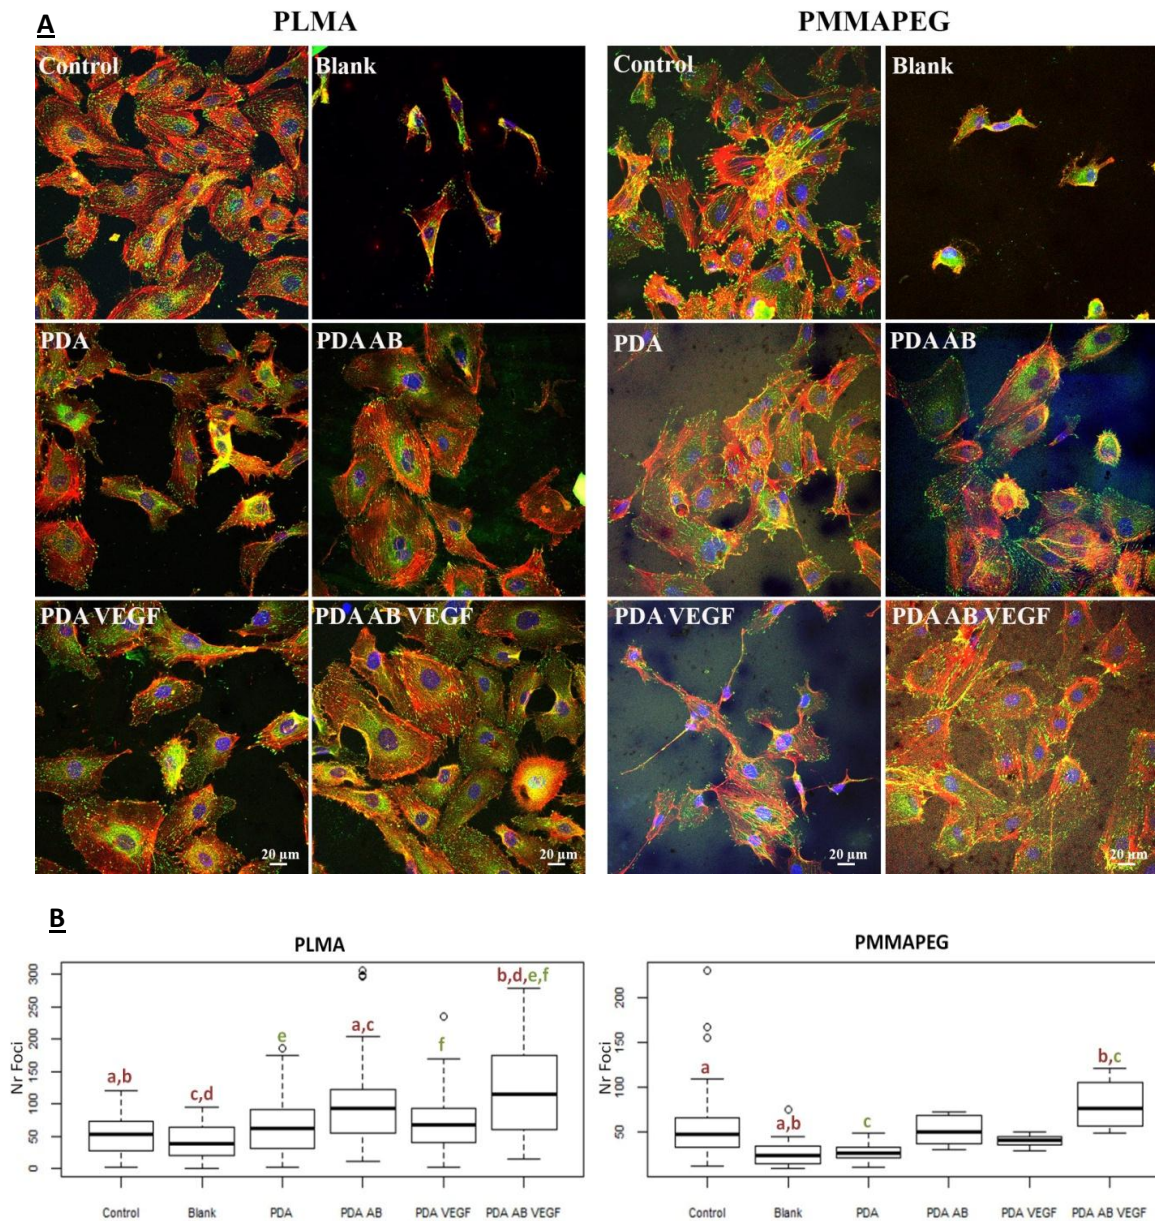 A
PLMA
PMMAPEG
Control
Blank
Control
Blank
PDA
PDA AB
PDA
PDA AB
PDA VEGF
PDA AB VEGF
PDA VEGF
PDA AB VEGF
20 µm
20 µm
20 µm
20 µm
B
PLMA
Nr Foci
300
250
200
150
100
50
0
a,b
c,d
e
a,c
f
b,d,e,f
Control
Blank
PDA
PDA AB
PDA VEGF
PDA AB VEGF
PMMAPEG
Nr Foci
200
150
100
50
a
a,b
c
b,c
Control
Blank
PDA
PDA AB
PDA VEGF
PDA AB VEGF